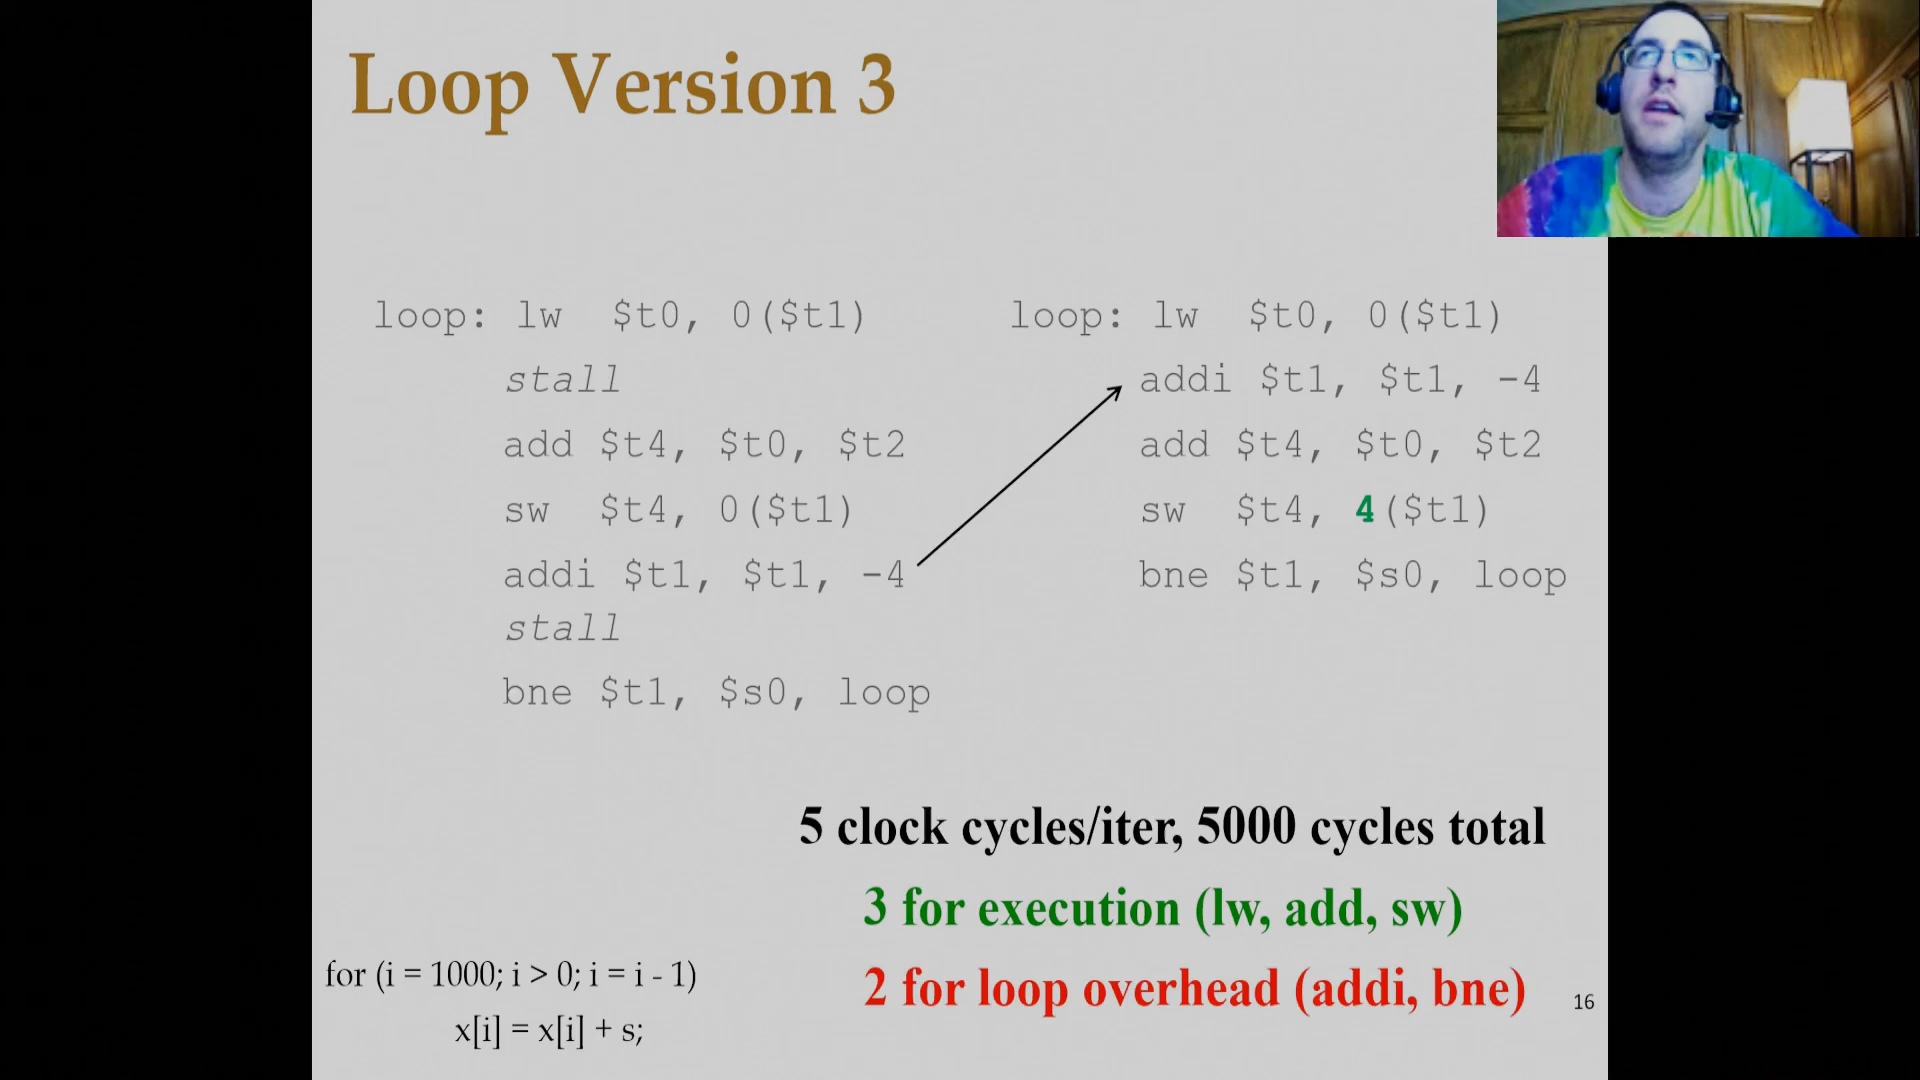 Loop Version 3
loop: lw $t0, 0($t1)
stall
add $t4, $t0, $t2
sw $t4, 0($t1)
addi $t1, $t1, -4
stall
bne $t1, $s0, loop
loop: lw $t0, 0($t1)
addi $t1, $t1, -4
add $t4, $t0, $t2
sw $t4, 4($t1)
bne $t1, $s0, loop
5 clock cycles/iter, 5000 cycles total
3 for execution (lw, add, sw)
2 for loop overhead (addi, bne)
for (i = 1000; i > 0; i = i - 1)
x[i] = x[i] + s;
16